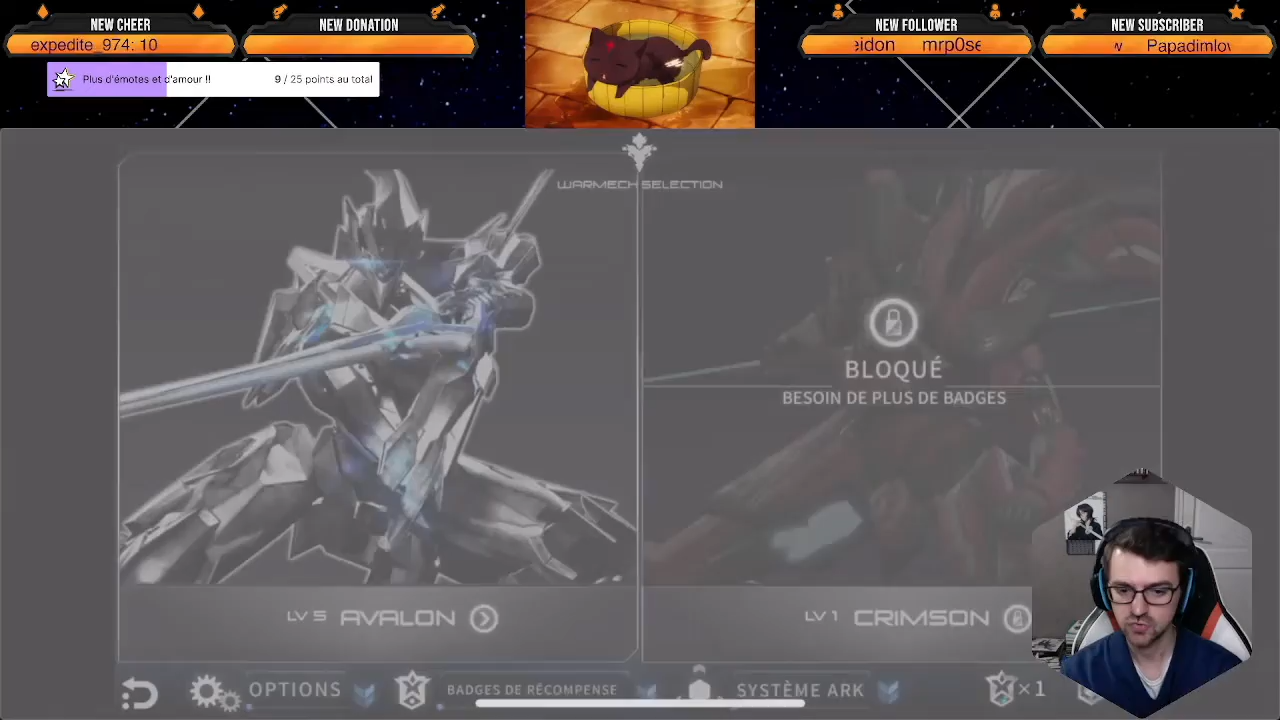 NEW CHEER
NEW DONATION
NEW FOLLOWER
NEW SUBSCRIBER
expedite_974: 10
eidon mrp0se
Papadimlov
Plus d'émotes et d'amour !!
9 / 25 points au total
WARMECH SELECTION
BLOQUÉ
BESOIN DE PLUS DE BADGES
LV 5 AVALON
LV 1 CRIMSON
OPTIONS
BADGES DE RÉCOMPENSE
SYSTÈME ARK
×1